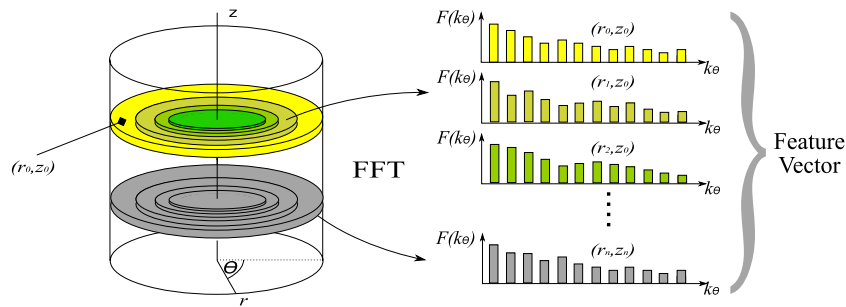 z
(r₀,z₀)
θ
r
FFT
F(kθ)
(r₀,z₀)
kθ
F(kθ)
(r₁,z₀)
kθ
F(kθ)
(r₂,z₀)
kθ
F(kθ)
(rₙ,zₙ)
kθ
Feature
Vector